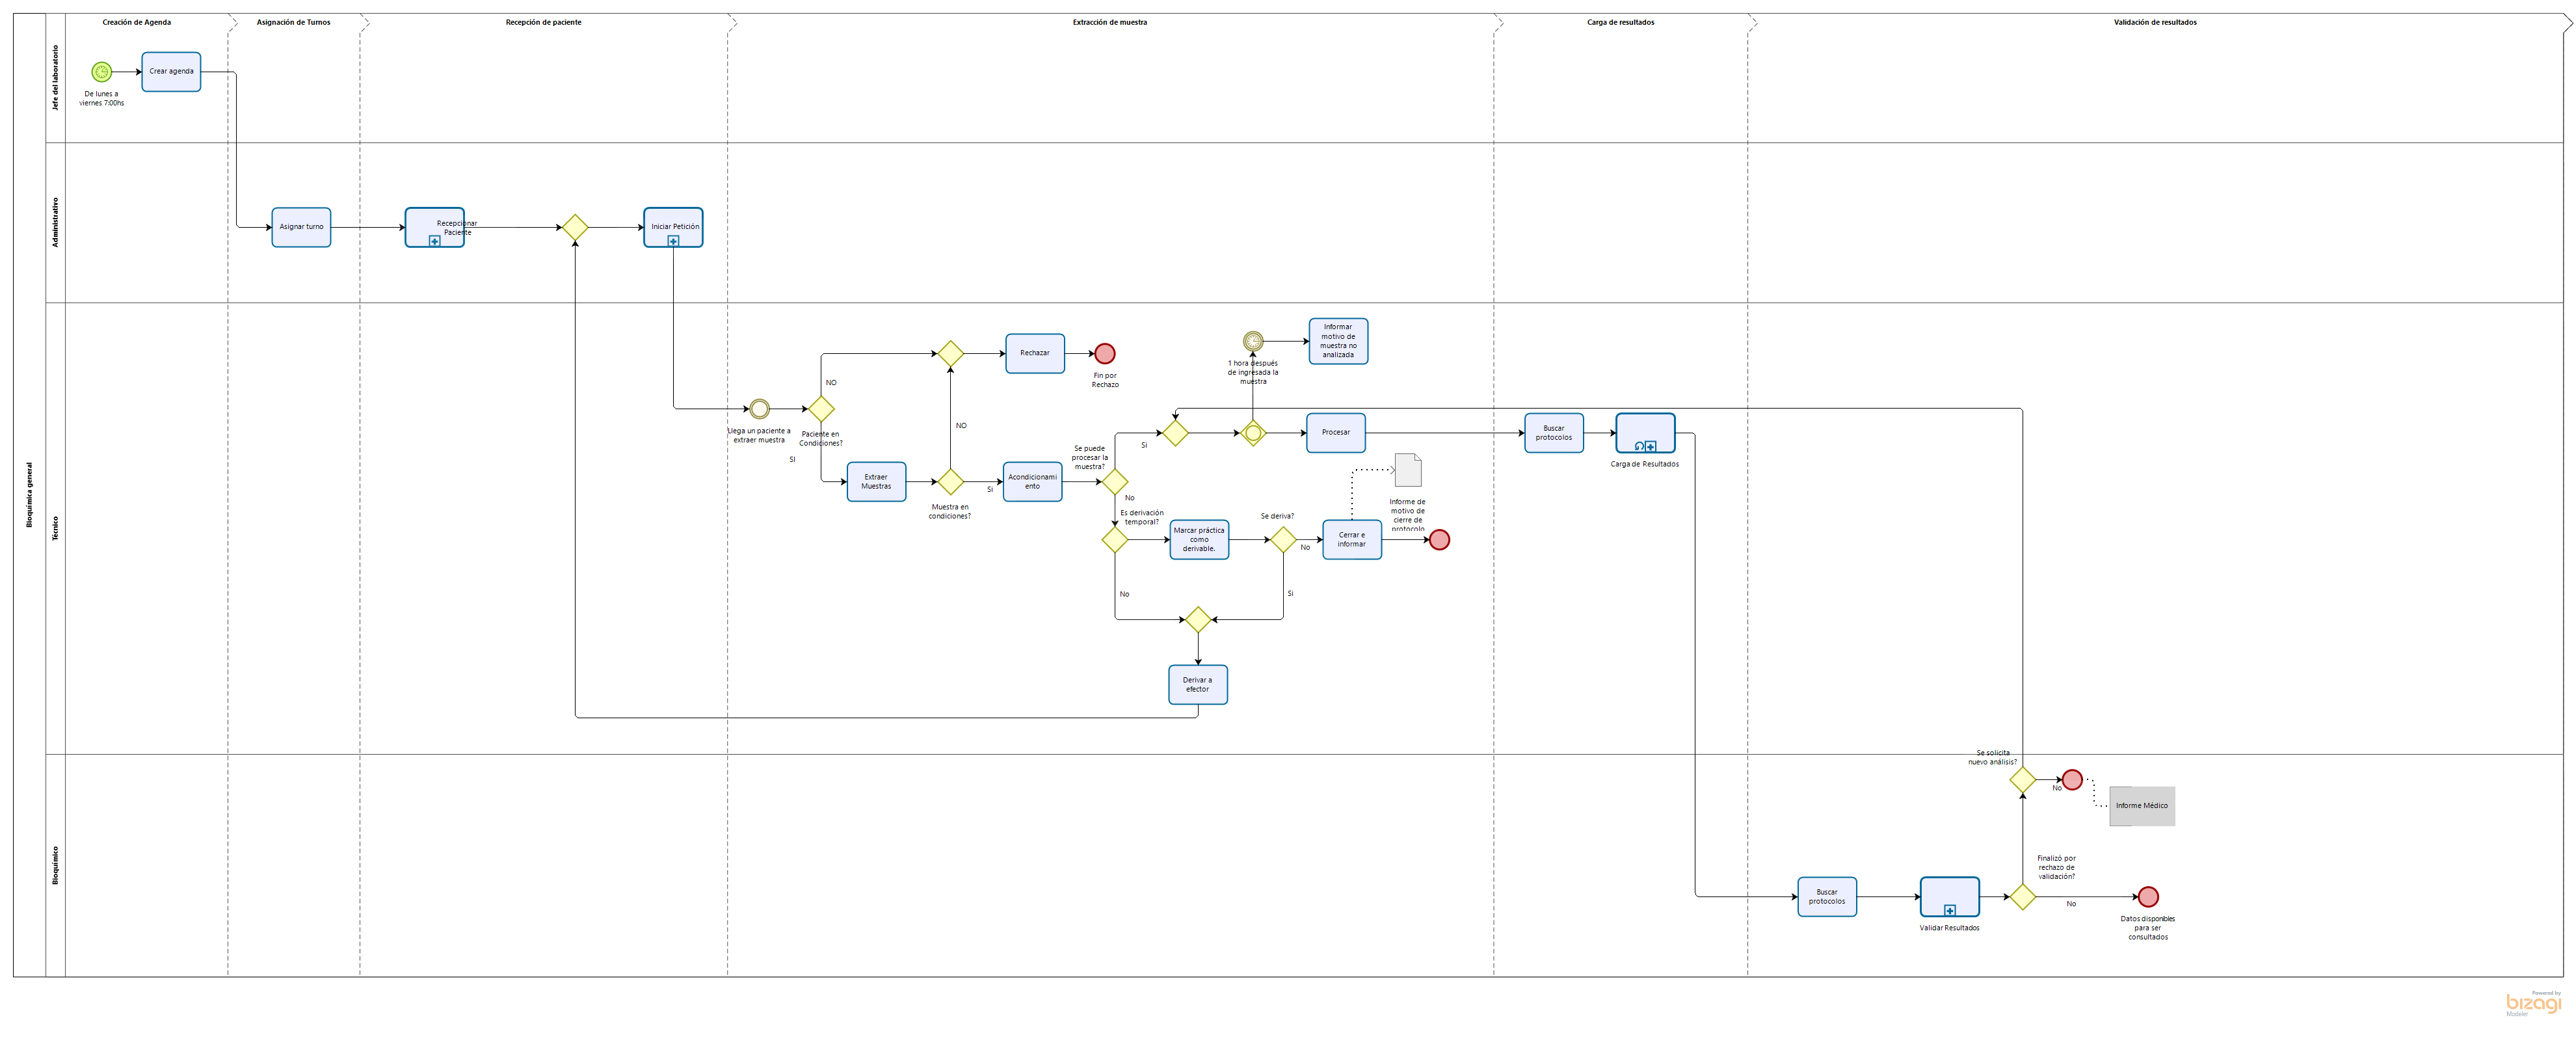 Creación de Agenda
Asignación de Turnos
Recepción de paciente
Extracción de muestra
Carga de resultados
Validación de resultados
Bioquímica general
Jefe del laboratorio
De lunes a
viernes 7:00hs
Crear agenda
Administrativo
Asignar turno
Recepcionar
Paciente
Iniciar Petición
Técnico
llega un paciente a
extraer muestra
Paciente en
Condiciones?
NO
SI
Extraer
Muestras
Muestra en
condiciones?
NO
Si
Rechazar
Fin por
Rechazo
Acondicionami
ento
Se puede
procesar la
muestra?
Si
No
1 hora después
de ingresada la
muestra
Informar
motivo de
muestra no
analizada
Procesar
Es derivación
temporal?
No
Marcar práctica
como
derivable.
Se deriva?
No
Si
Cerrar e
informar
Informe de
motivo de
cierre de
protocolo
Derivar a
efector
Buscar
protocolos
Carga de Resultados
Bioquímico
Buscar
protocolos
Validar Resultados
Finalizó por
rechazo de
validación?
No
Datos disponibles
para ser
consultados
Se solicita
nuevo análisis?
No
Informe Médico
Powered by
bizagi
Modeler